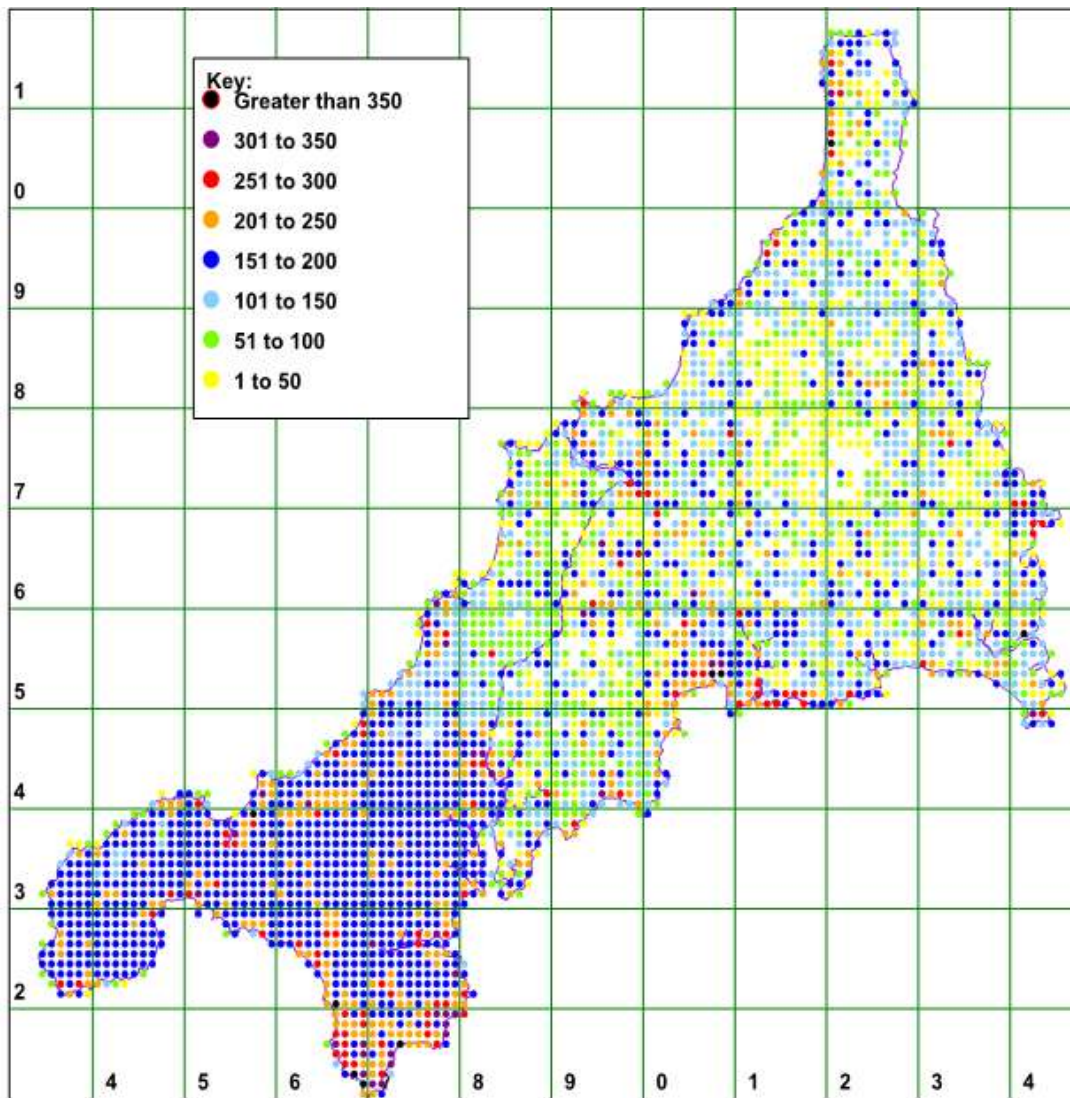 Key:
Greater than 350
301 to 350
251 to 300
201 to 250
151 to 200
101 to 150
51 to 100
1 to 50
1
0
9
8
7
6
5
4
3
2
4 5 6 7 8 9 0 1 2 3 4